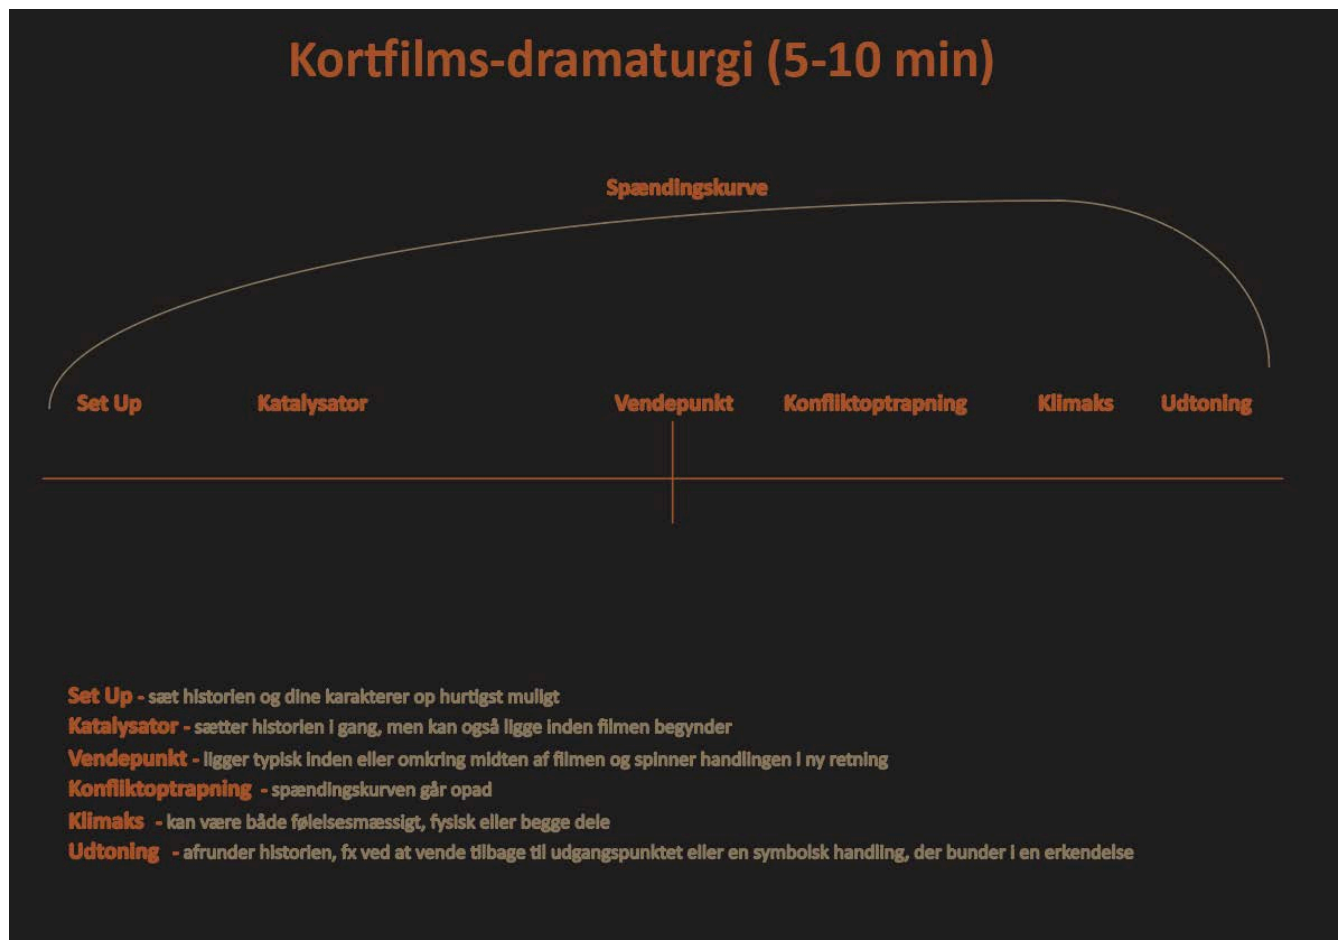 Kortfilms-dramaturgi (5-10 min)
Spændingskurve
Set Up Katalysator Vendepunkt Konfliktoptrapning Klimaks Udtoning
Set Up - sæt historien og dine karakterer op hurtigst muligt
Katalysator - sætter historien i gang, men kan også ligge inden filmen begynder
Vendepunkt - ligger typisk inden eller omkring midten af filmen og spinner handlingen i ny retning
Konfliktoptrapning - spændingskurven går opad
Klimaks - kan være både følelsesmæssigt, fysisk eller begge dele
Udtoning - afrunder historien, fx ved at vende tilbage til udgangspunktet eller en symbolsk handling, der bunder i en erkendelse